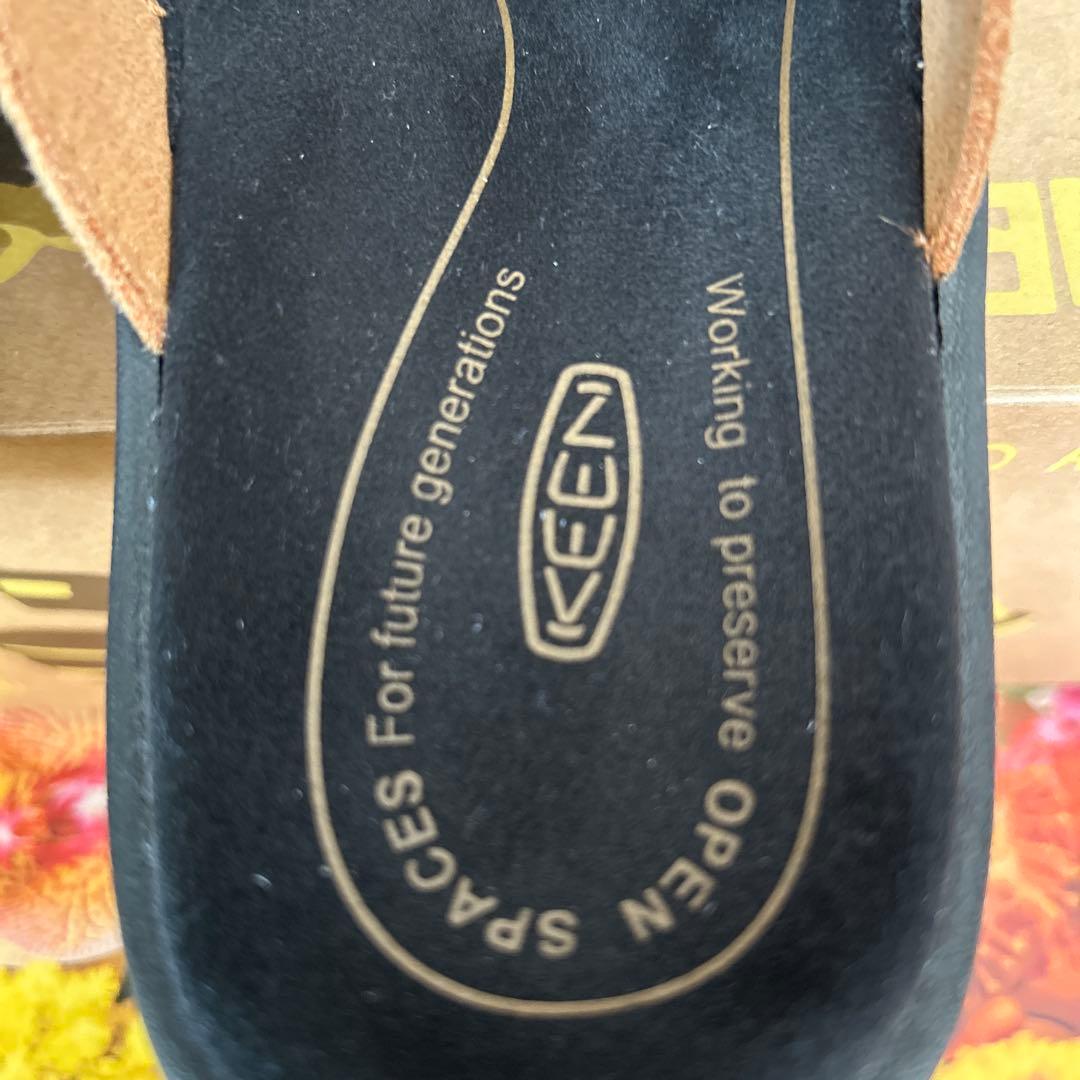 KEEN
Working to preserve OPEN SPACES For future generations